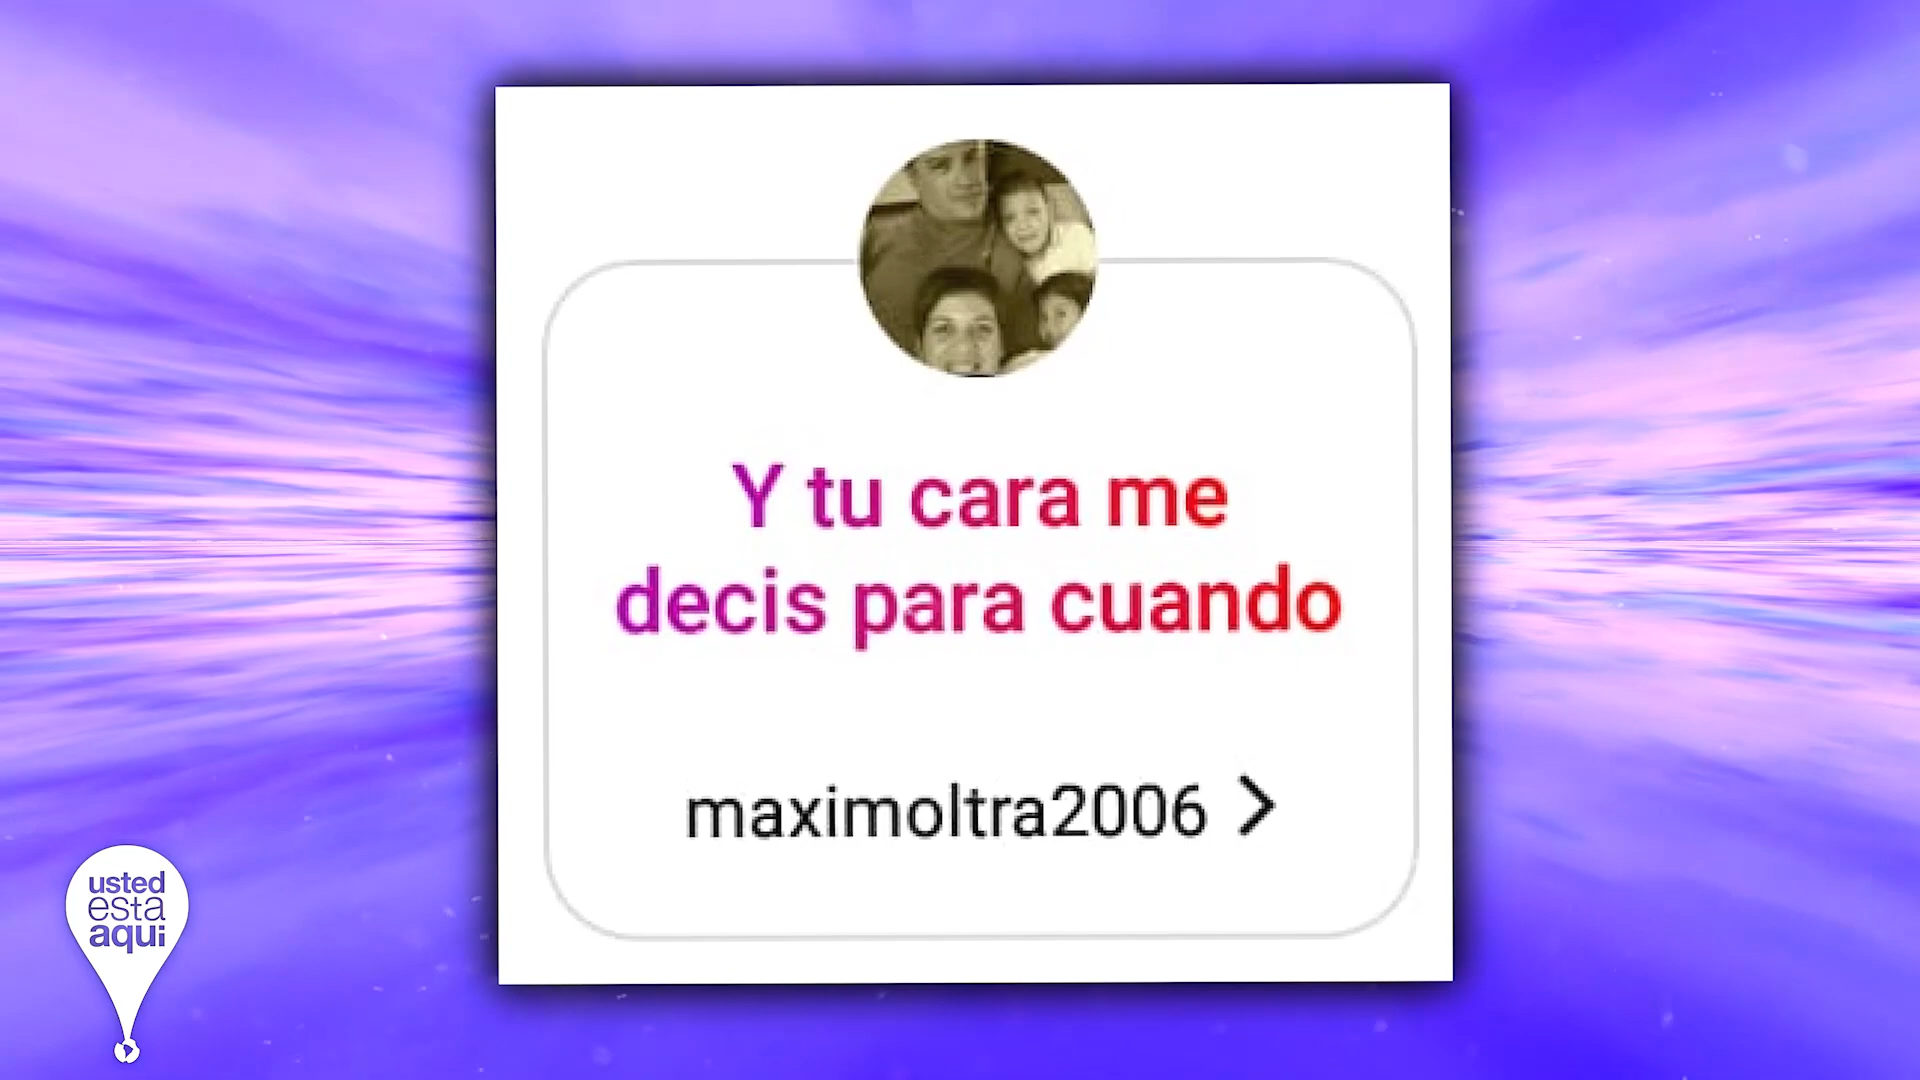 Y tu cara me
decis para cuando
maximoltra2006
usted
esta
aqui